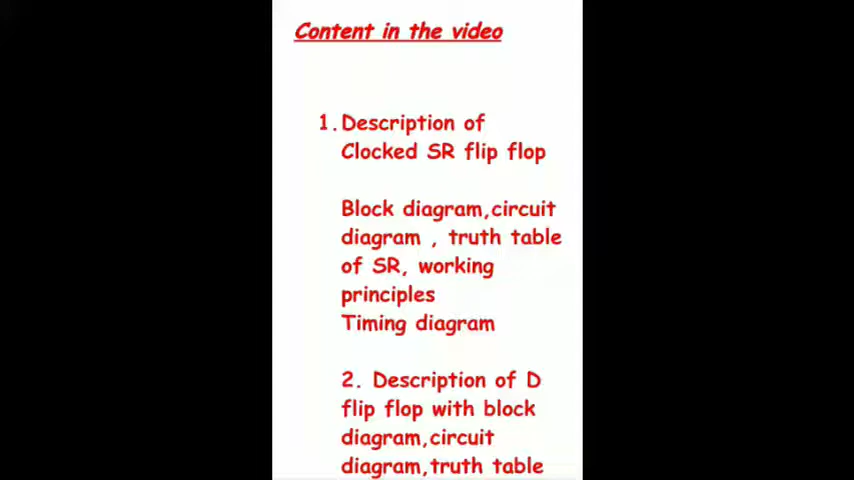 Content in the video
1.Description of
Clocked SR flip flop
Block diagram,circuit
diagram , truth table
of SR, working
principles
Timing diagram
2. Description of D
flip flop with block
diagram,circuit
diagram,truth table